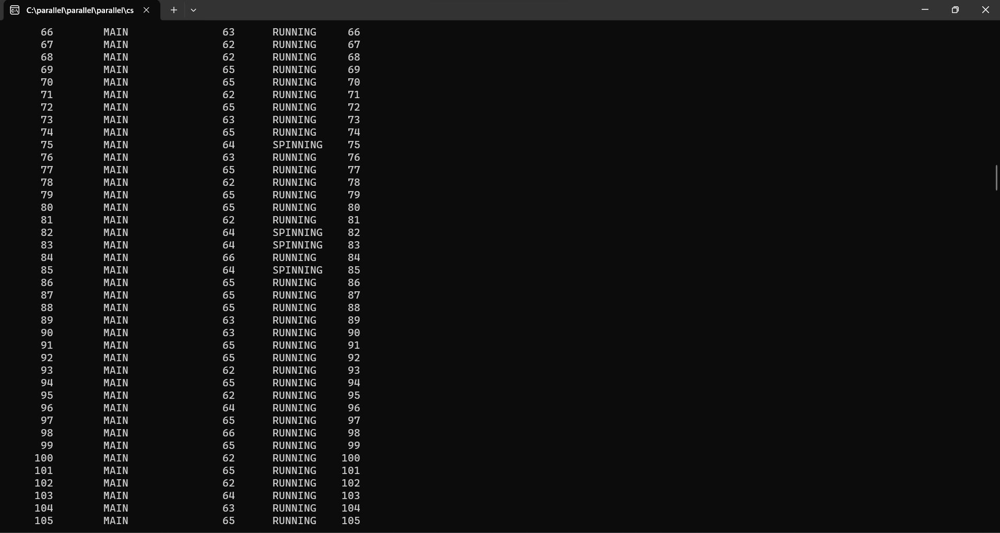 C:\parallel\parallel\parallel\cs
66 MAIN 63 RUNNING 66
67 MAIN 62 RUNNING 67
68 MAIN 62 RUNNING 68
69 MAIN 65 RUNNING 69
70 MAIN 65 RUNNING 70
71 MAIN 62 RUNNING 71
72 MAIN 65 RUNNING 72
73 MAIN 63 RUNNING 73
74 MAIN 65 RUNNING 74
75 MAIN 64 SPINNING 75
76 MAIN 63 RUNNING 76
77 MAIN 65 RUNNING 77
78 MAIN 62 RUNNING 78
79 MAIN 65 RUNNING 79
80 MAIN 65 RUNNING 80
81 MAIN 62 RUNNING 81
82 MAIN 64 SPINNING 82
83 MAIN 64 SPINNING 83
84 MAIN 66 RUNNING 84
85 MAIN 64 SPINNING 85
86 MAIN 65 RUNNING 86
87 MAIN 65 RUNNING 87
88 MAIN 65 RUNNING 88
89 MAIN 63 RUNNING 89
90 MAIN 63 RUNNING 90
91 MAIN 65 RUNNING 91
92 MAIN 65 RUNNING 92
93 MAIN 62 RUNNING 93
94 MAIN 65 RUNNING 94
95 MAIN 62 RUNNING 95
96 MAIN 64 RUNNING 96
97 MAIN 65 RUNNING 97
98 MAIN 66 RUNNING 98
99 MAIN 65 RUNNING 99
100 MAIN 62 RUNNING 100
101 MAIN 65 RUNNING 101
102 MAIN 62 RUNNING 102
103 MAIN 64 RUNNING 103
104 MAIN 63 RUNNING 104
105 MAIN 65 RUNNING 105